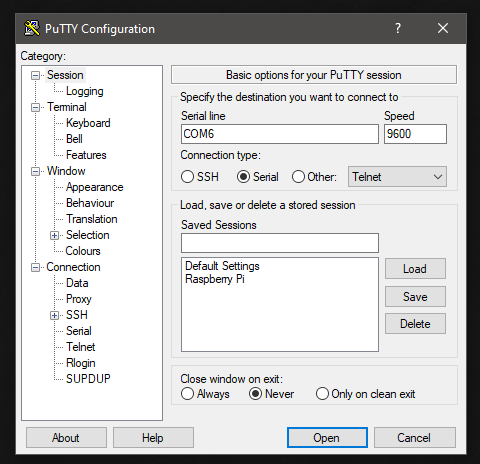 PuTTY Configuration
?
Category:
Session
Logging
Terminal
Keyboard
Bell
Features
Window
Appearance
Behaviour
Translation
Selection
Colours
Connection
Data
Proxy
SSH
Serial
Telnet
Rlogin
SUPDUP
Basic options for your PuTTY session
Specify the destination you want to connect to
Serial line Speed
COM6 9600
Connection type:
SSH Serial Other: Telnet
Load, save or delete a stored session
Saved Sessions
Default Settings
Raspberry Pi
Load
Save
Delete
Close window on exit:
Always Never Only on clean exit
About Help Open Cancel